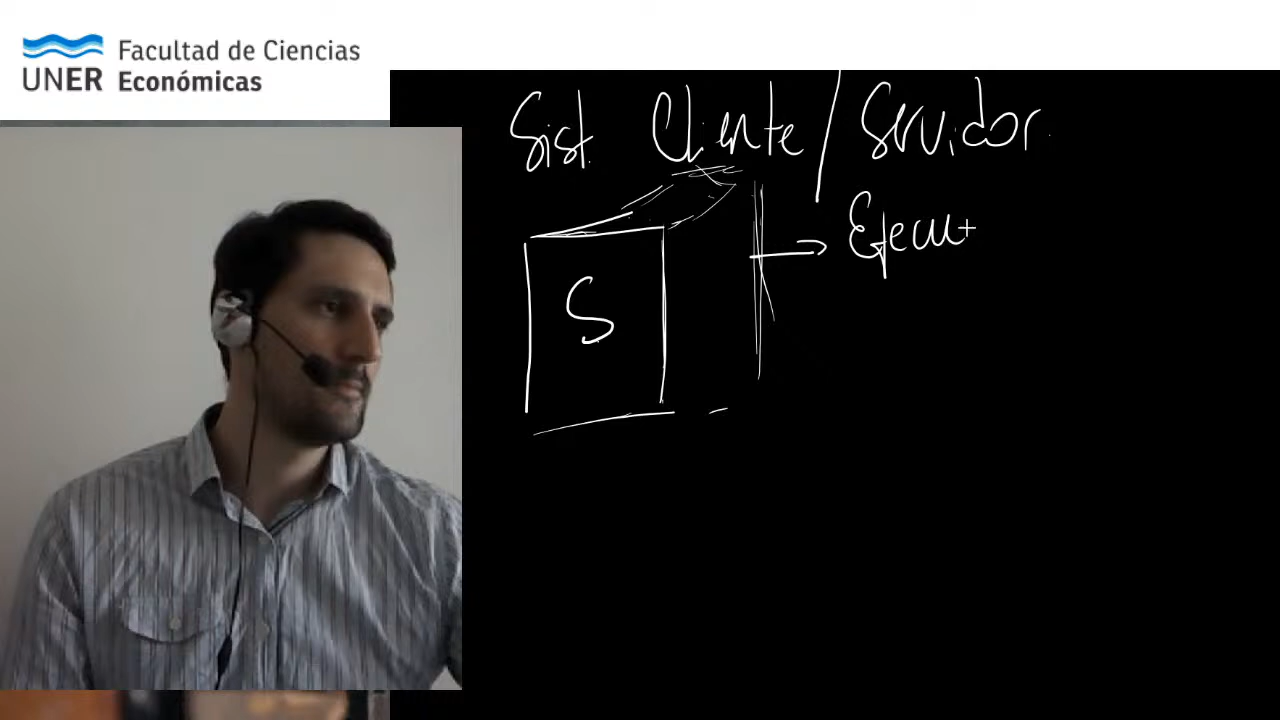 UNER
Facultad de Ciencias
Económicas
Sist. Cliente / Servidor
Ejecut
S